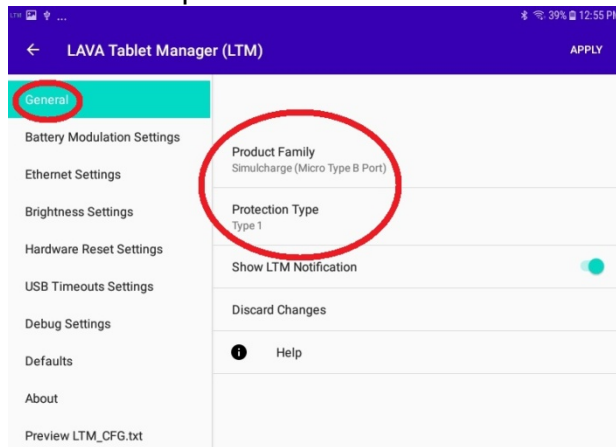 LTM ... 39% 12:55 PM
LAVA Tablet Manager (LTM)
APPLY
General
Battery Modulation Settings
Ethernet Settings
Brightness Settings
Hardware Reset Settings
USB Timeouts Settings
Debug Settings
Defaults
About
Preview LTM_CFG.txt
Product Family
Simulcharge (Micro Type B Port)
Protection Type
Type 1
Show LTM Notification
Discard Changes
Help